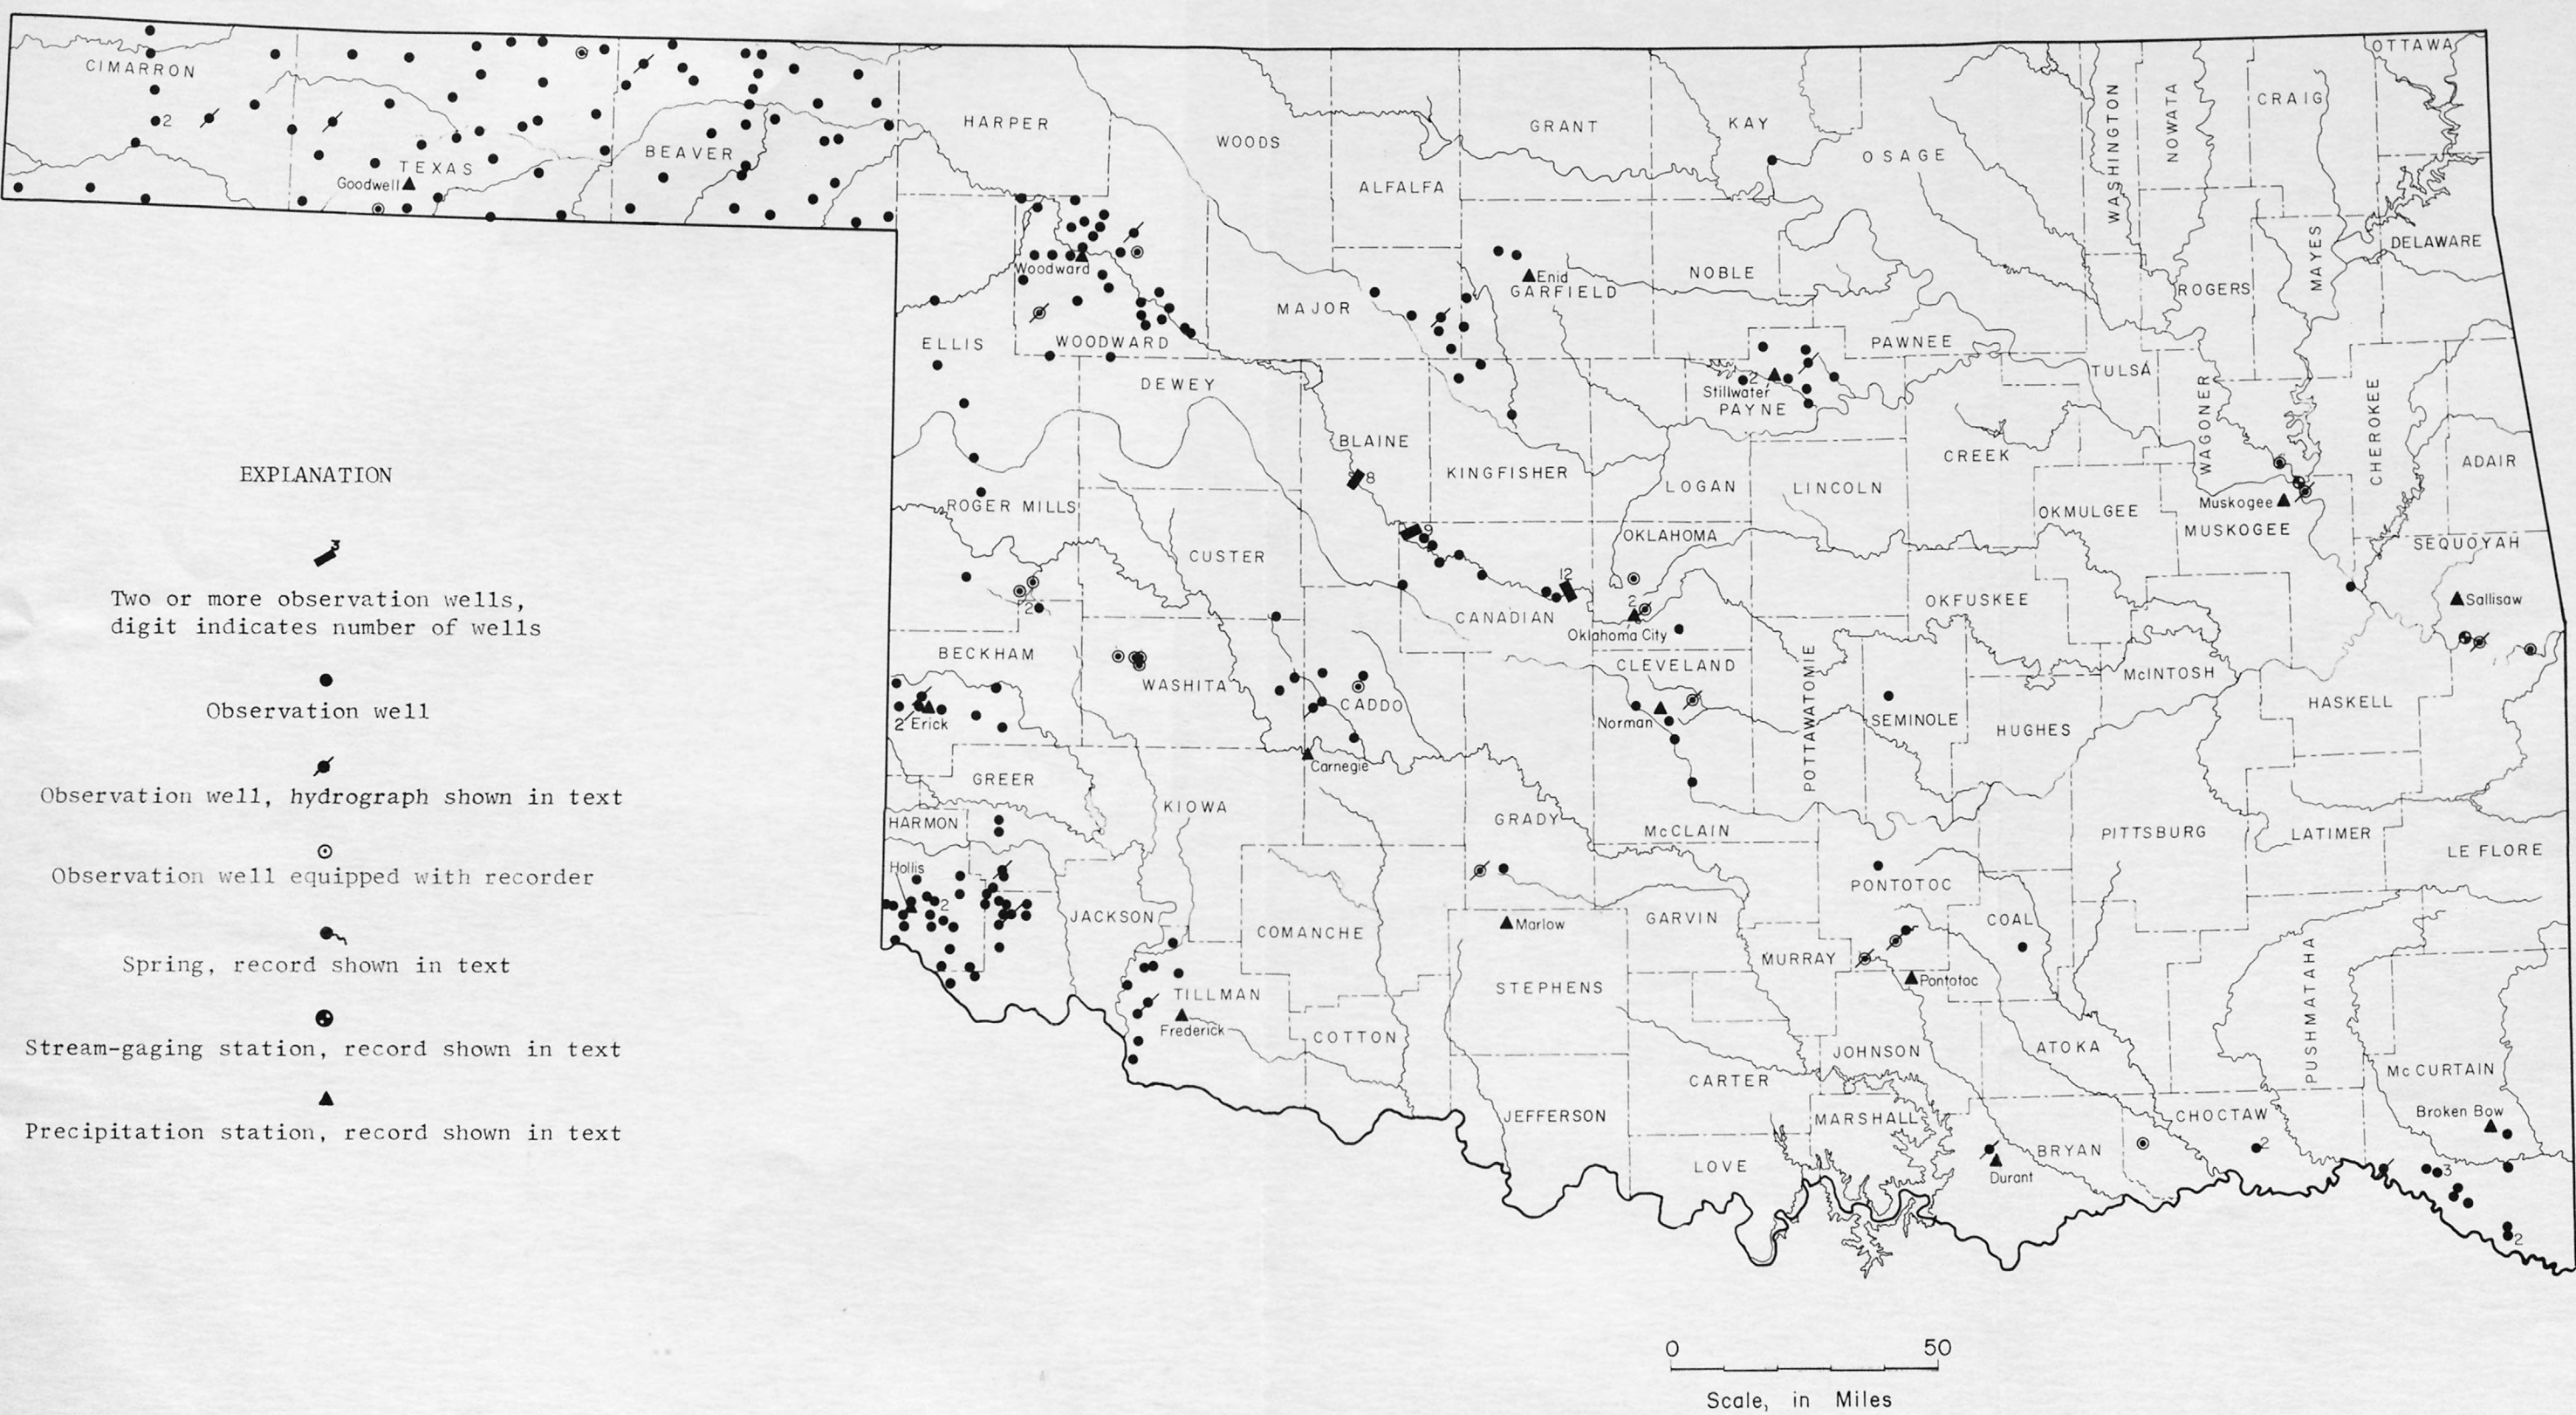 OTTAWA
CIMARRON
CRAIG
WASHINGTON
NOWATA
HARPER
GRANT
KAY
2
WOODS
BEAVER
OSAGE
TEXAS
Goodwell
ALFALFA
DELAWARE
MAYES
Woodward
NOBLE
Enid
GARFIELD
ROGERS
MAJOR
ELLIS
WOODWARD
PAWNEE
TULSA
DEWEY
2
Stillwater
PAYNE
WAGONER
CHEROKEE
BLAINE
CREEK
ADAIR
EXPLANATION
KINGFISHER
8
LOGAN
LINCOLN
ROGER MILLS
Muskogee
OKMULGEE
MUSKOGEE
9
OKLAHOMA
3
CUSTER
SEQUOYAH
12
Two or more observation wells,
digit indicates number of wells
2
2
OKFUSKEE
Sallisaw
CANADIAN
Oklahoma City
BECKHAM
CLEVELAND
McINTOSH
WASHITA
CADDO
HASKELL
Observation well
2 Erick
Norman
POTTAWATOMIE
SEMINOLE
HUGHES
Carnegie
GREER
Observation well, hydrograph shown in text
KIOWA
HARMON
GRADY
McCLAIN
PITTSBURG
LATIMER
LE FLORE
Hollis
Observation well equipped with recorder
PONTOTOC
2
JACKSON
COMANCHE
Marlow
GARVIN
COAL
Spring, record shown in text
MURRAY
Pontotoc
PUSHMATAHA
TILLMAN
STEPHENS
Frederick
COTTON
Stream-gaging station, record shown in text
JOHNSON
ATOKA
CARTER
Mc CURTAIN
JEFFERSON
MARSHALL
CHOCTAW
Broken Bow
Precipitation station, record shown in text
LOVE
BRYAN
2
Durant
3
2
0 50
Scale, in Miles